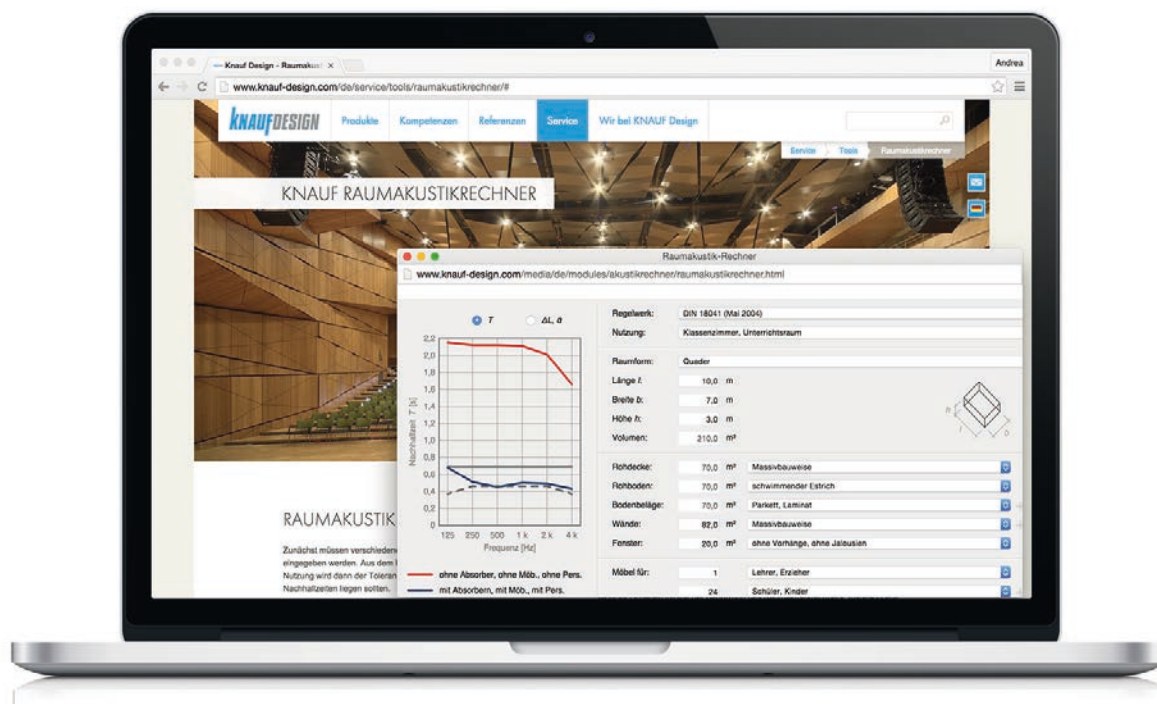 Knauf Design - Raumakust
Andrea
www.knauf-design.com/de/service/tools/raumakustikrechner/#
KNAUFDESIGN Produkte Kompetenzen Referenzen Service Wir bei KNAUF Design
Service Tools Raumakustikrechner
KNAUF RAUMAKUSTIKRECHNER
Raumakustik-Rechner
www.knauf-design.com/media/de/modules/akustikrechner/raumakustikrechner.html
T ΔL, a
Nachhallzeit T [s]
2,2
2,0
1,8
1,6
1,4
1,2
1,0
0,8
0,6
0,4
0,2
0
125 250 500 1 k 2 k 4 k
Frequenz [Hz]
ohne Absorber, ohne Möb., ohne Pers.
mit Absorbern, mit Möb., mit Pers.
Regelwerk: DIN 18041 (Mai 2004)
Nutzung: Klassenzimmer, Unterrichtsraum
Raumform: Quader
Länge l: 10,0 m
Breite b: 7,0 m
Höhe h: 3,0 m
Volumen: 210,0 m³
h
l
b
Rohdecke: 70,0 m² Massivbauweise
Rohboden: 70,0 m² schwimmender Estrich
Bodenbeläge: 70,0 m² Parkett, Laminat
Wände: 82,0 m² Massivbauweise
Fenster: 20,0 m² ohne Vorhänge, ohne Jalousien
Möbel für: 1 Lehrer, Erzieher
24 Schüler, Kinder
RAUMAKUSTIK
Zunächst müssen verschieden
eingegeben werden. Aus dem
Nutzung wird dann der Toleran
Nachhallzeiten liegen sollten.